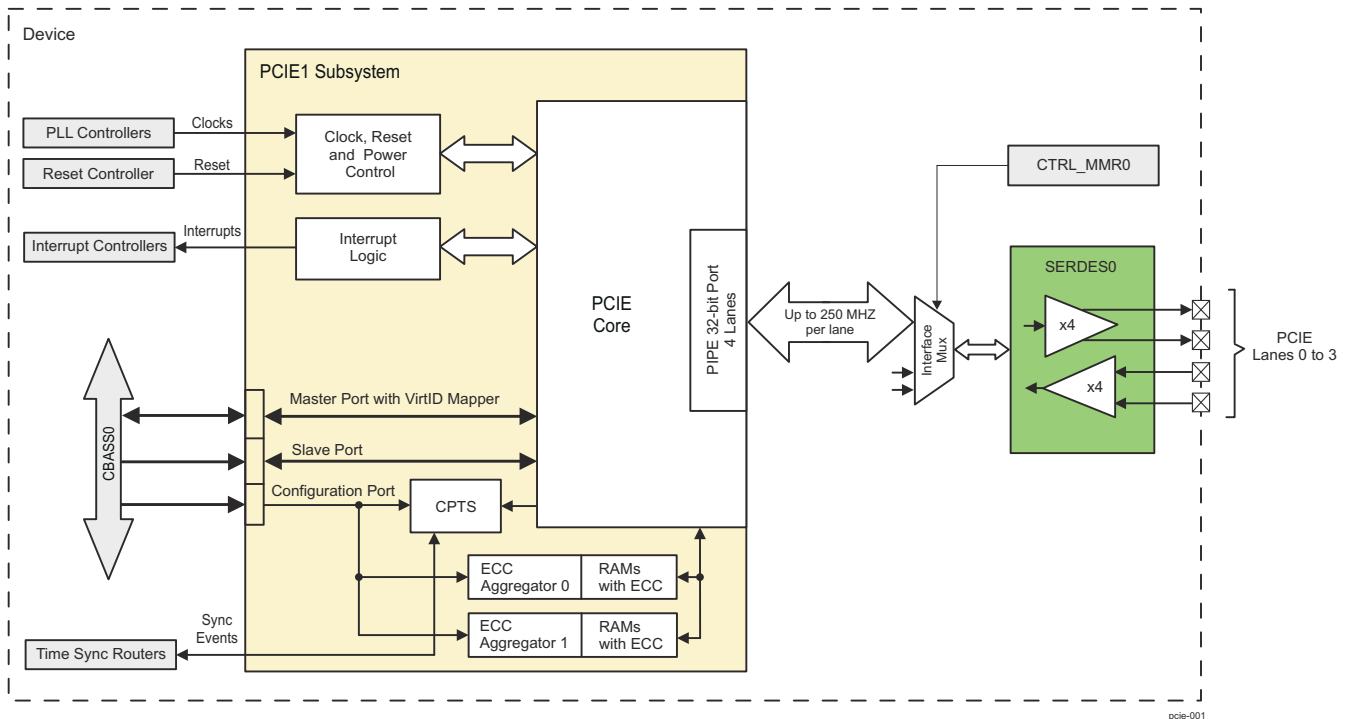 Device
PCIE1 Subsystem
PLL Controllers
Clocks
Clock, Reset
and Power
Control
Reset Controller
Reset
CTRL_MMR0
Interrupt Controllers
Interrupts
Interrupt
Logic
PCIE
Core
PIPE 32-bit Port
4 Lanes
Up to 250 MHZ
per lane
Interface
Mux
SERDES0
x4
x4
PCIE
Lanes 0 to 3
CBASS0
Master Port with VirtID Mapper
Slave Port
Configuration Port
CPTS
ECC
Aggregator 0
RAMs
with ECC
ECC
Aggregator 1
RAMs
with ECC
Sync
Events
Time Sync Routers
pcie-001